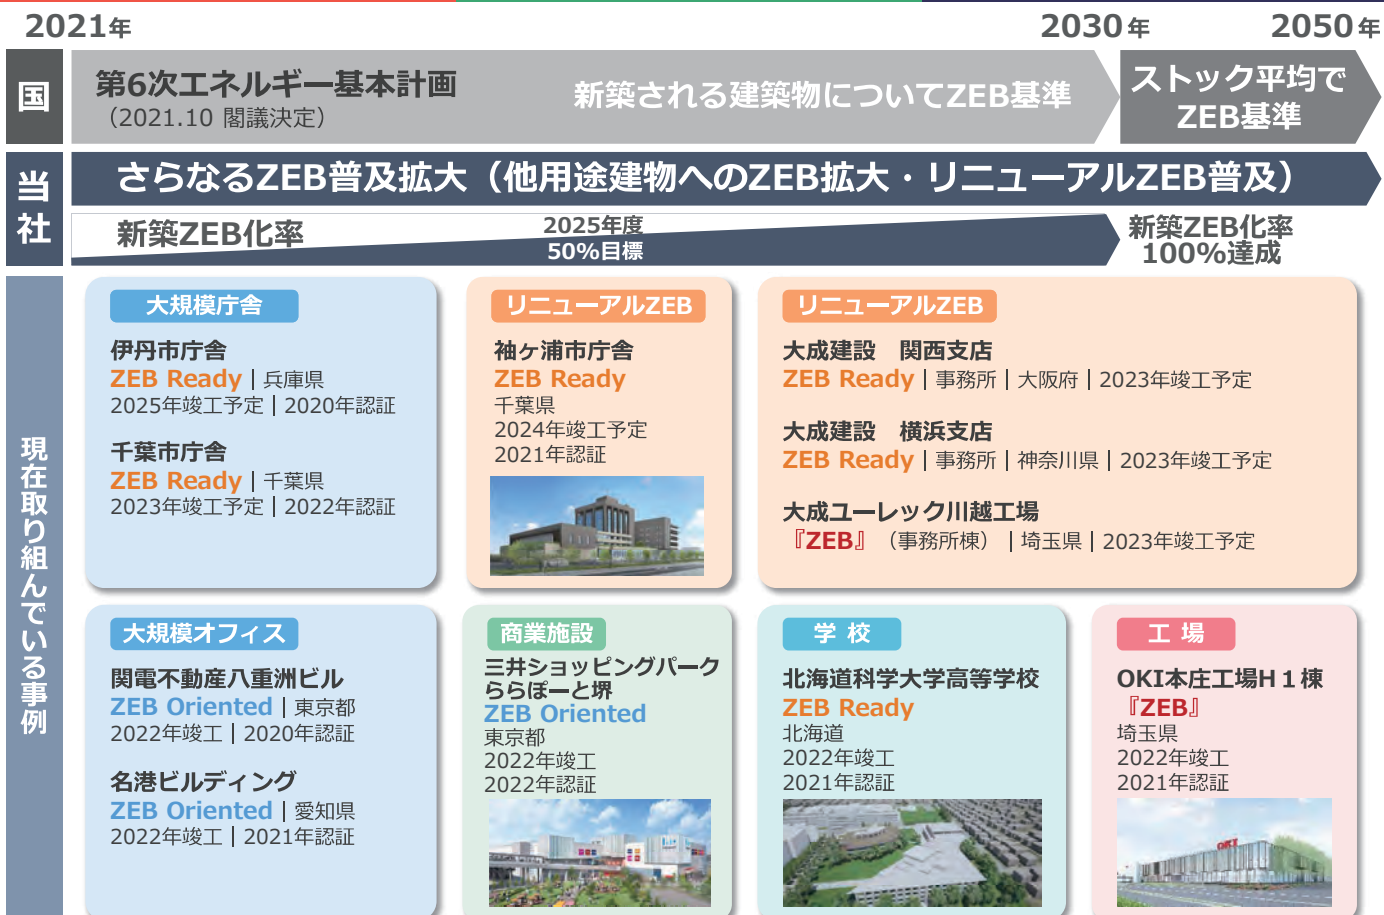 2021年
2030年
2050年
国
第6次エネルギー基本計画
（2021.10 閣議決定）
新築される建築物についてZEB基準
ストック平均で
ZEB基準
当社
さらなるZEB普及拡大（他用途建物へのZEB拡大・リニューアルZEB普及）
新築ZEB化率
2025年度
50%目標
新築ZEB化率
100%達成
現在取り組んでいる事例
大規模庁舎
伊丹市庁舎
ZEB Ready｜兵庫県
2025年竣工予定｜2020年認証
千葉市庁舎
ZEB Ready｜千葉県
2023年竣工予定｜2022年認証
リニューアルZEB
袖ヶ浦市庁舎
ZEB Ready
千葉県
2024年竣工予定
2021年認証
リニューアルZEB
大成建設　関西支店
ZEB Ready｜事務所｜大阪府｜2023年竣工予定
大成建設　横浜支店
ZEB Ready｜事務所｜神奈川県｜2023年竣工予定
大成ユーレック川越工場
『ZEB』（事務所棟）｜埼玉県｜2023年竣工予定
大規模オフィス
関電不動産八重洲ビル
ZEB Oriented｜東京都
2022年竣工｜2020年認証
名港ビルディング
ZEB Oriented｜愛知県
2022年竣工｜2021年認証
商業施設
三井ショッピングパーク
ららぽーと堺
ZEB Oriented
東京都
2022年竣工
2022年認証
学 校
北海道科学大学高等学校
ZEB Ready
北海道
2022年竣工
2021年認証
工 場
OKI本庄工場H１棟
『ZEB』
埼玉県
2022年竣工
2021年認証
OKI